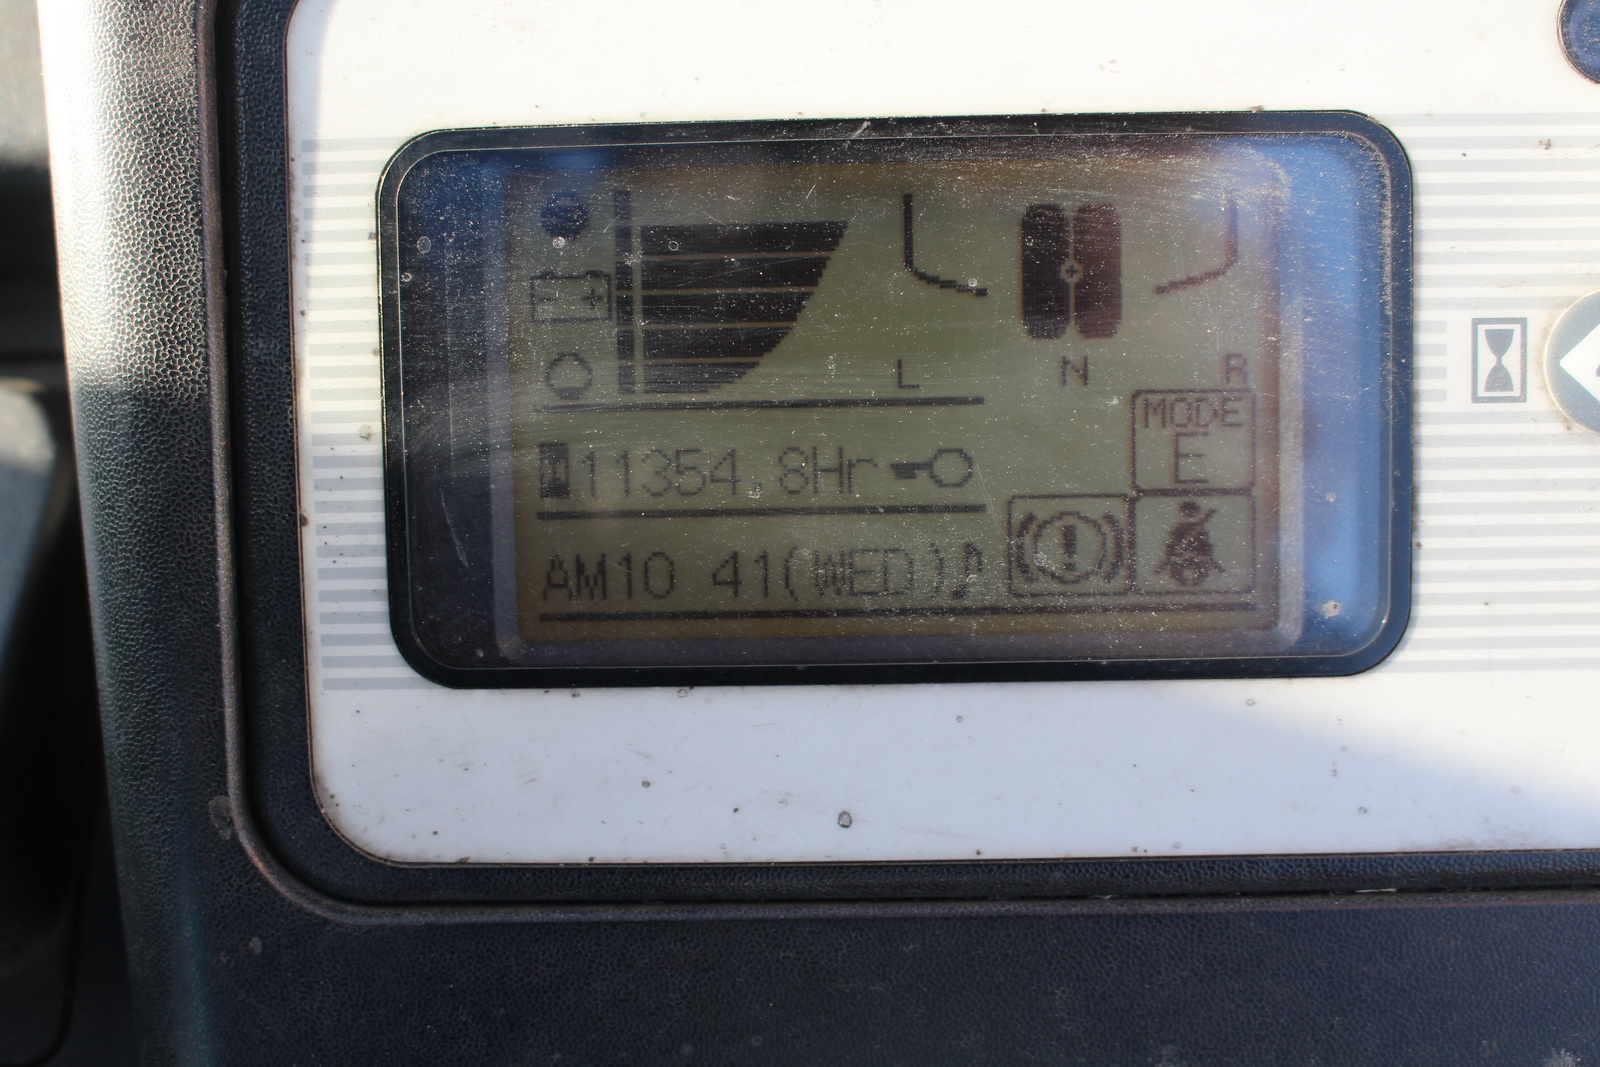 L N R
MODE
E
11354.8Hr
AM10 41(WED)